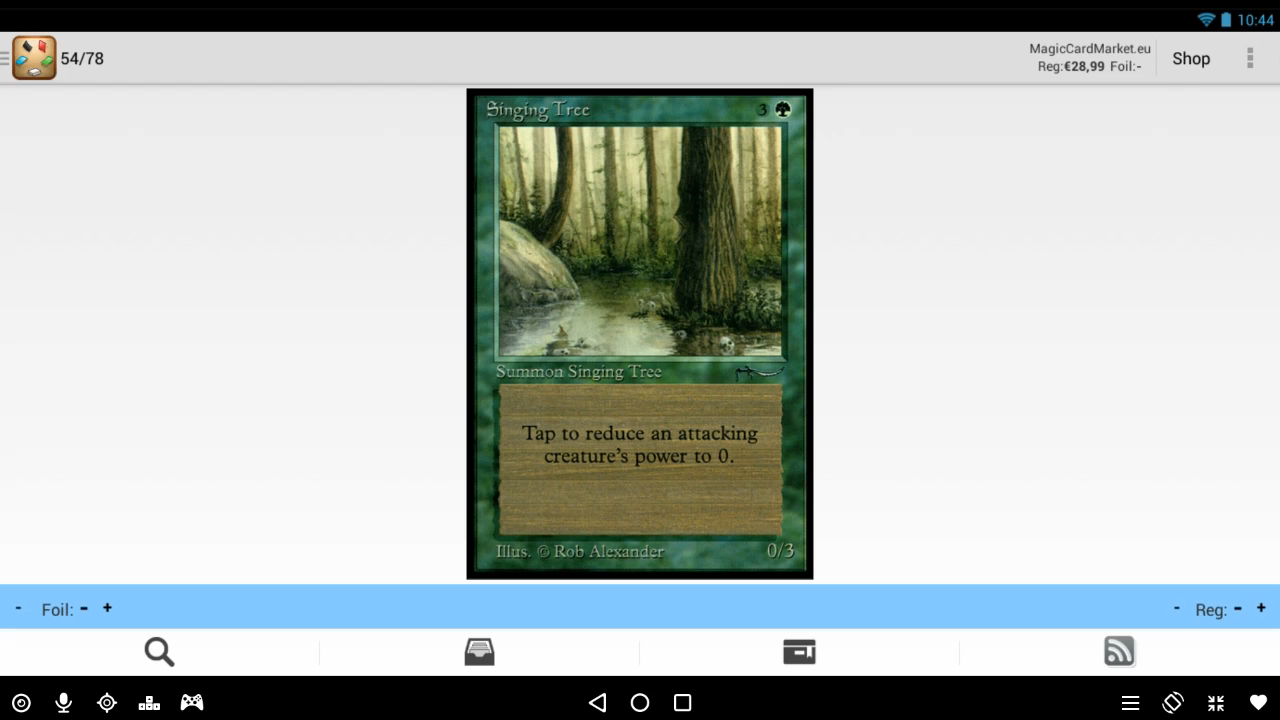 10:44
54/78
MagicCardMarket.eu
Reg:€28,99 Foil:-
Shop
Singing Tree
3
Summon Singing Tree
Tap to reduce an attacking
creature's power to 0.
Illus. © Rob Alexander 0/3
- Foil: - +
- Reg: - +